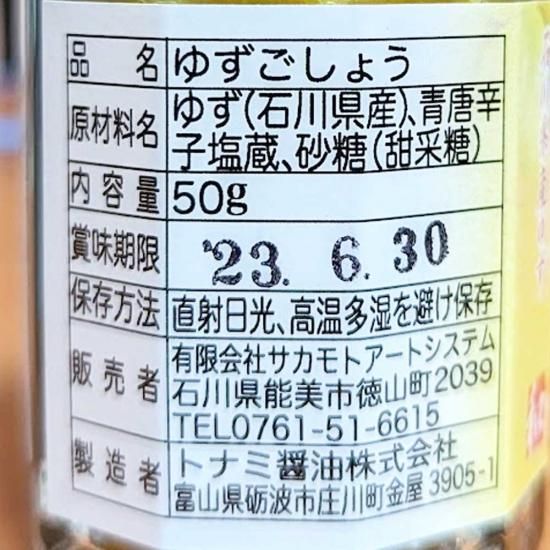 品名 ゆずごしょう
原材料名 ゆず(石川県産)、青唐辛
子塩蔵、砂糖(甜采糖)
内容量 50g
賞味期限 '23. 6. 30
保存方法 直射日光、高温多湿を避け保存
販売者 有限会社サカモトアートシステム
石川県能美市徳山町2039
TEL0761-51-6615
製造者 トナミ醤油株式会社
富山県砺波市庄川町金屋3905-1